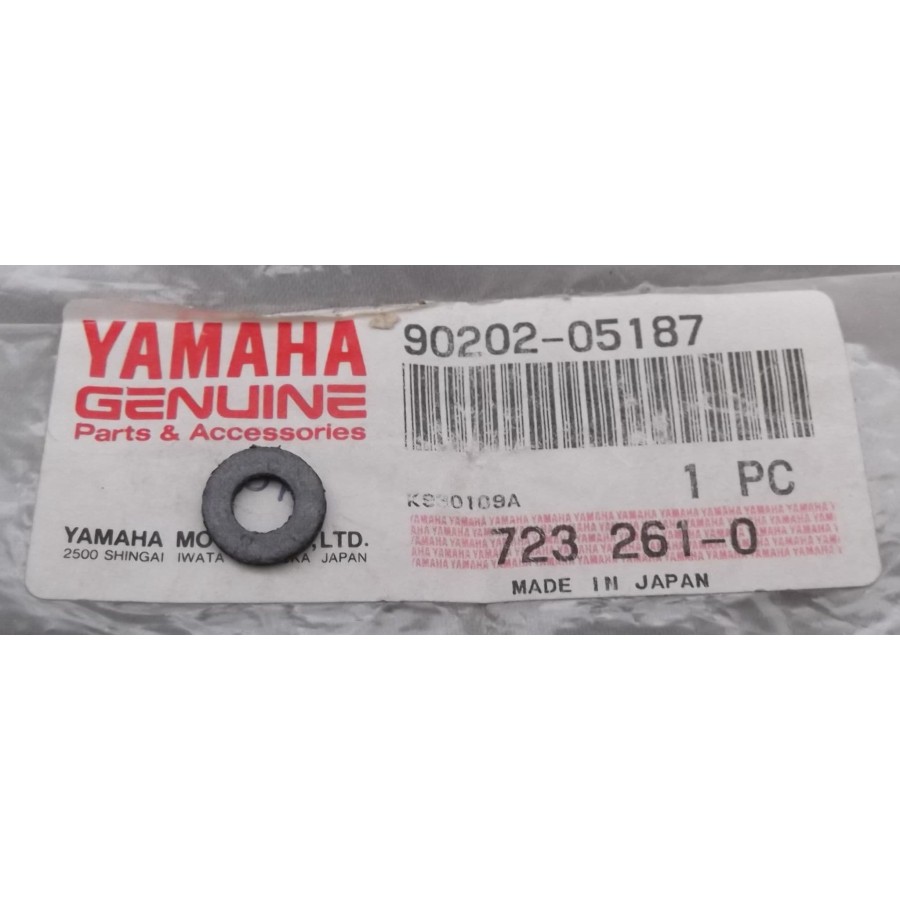 YAMAHA
GENUINE
Parts & Accessories
YAMAHA ,LTD.
2500 SHINGAI IWATA JAPAN
90202-05187
1 PC
723 261-0
MADE IN JAPAN